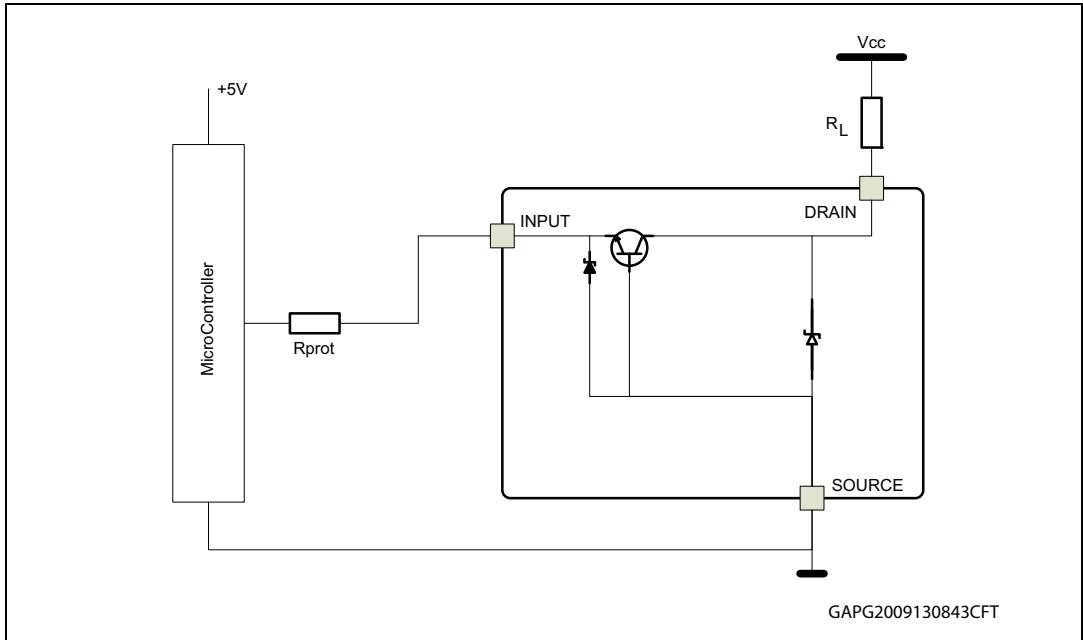 Vcc
+5V
RL
DRAIN
INPUT
MicroController
Rprot
SOURCE
GAPG2009130843CFT